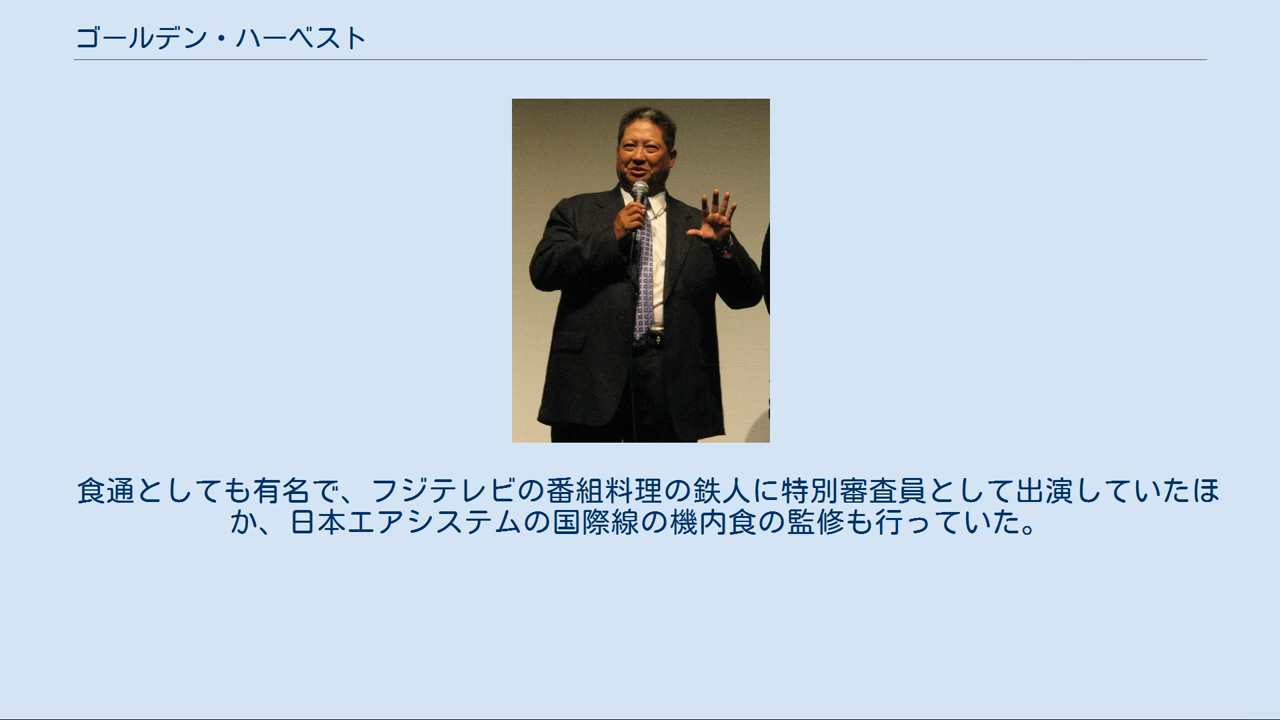 ゴールデン・ハーベスト
食通としても有名で、フジテレビの番組料理の鉄人に特別審査員として出演していたほ
か、日本エアシステムの国際線の機内食の監修も行っていた。